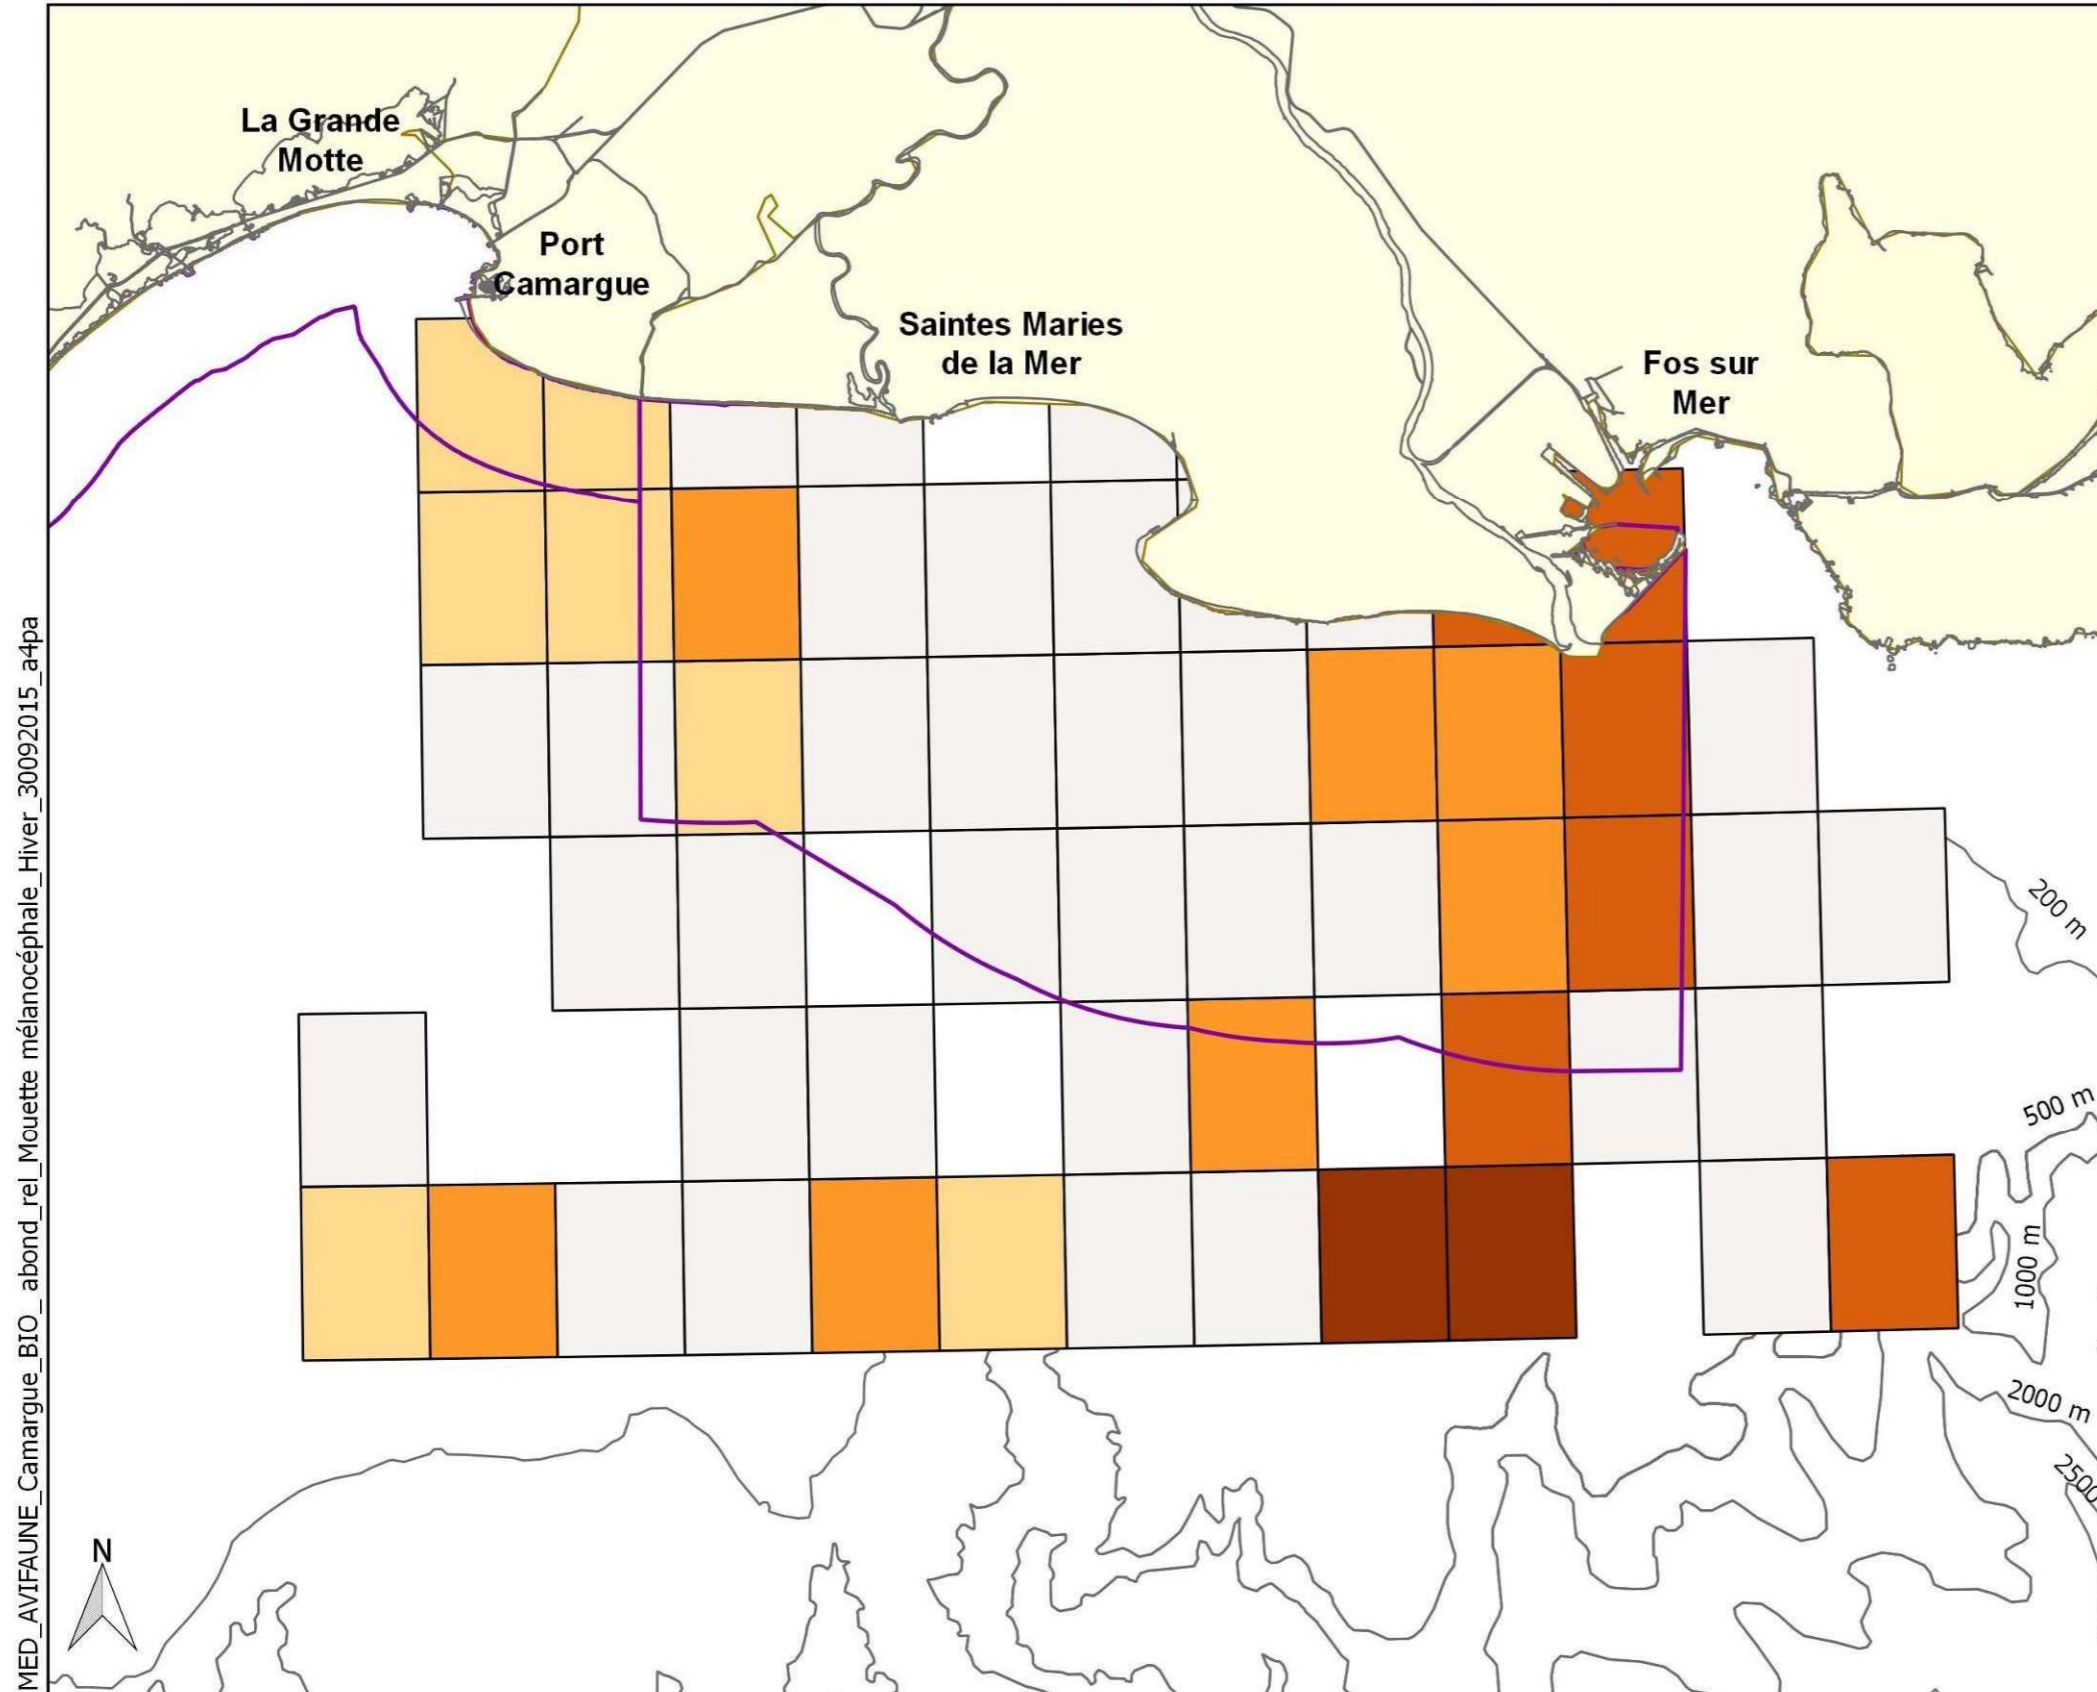 La Grande
Motte
Port
Camargue
Saintes Maries
de la Mer
Fos sur
Mer
200 m
500 m
1000 m
2000 m
2500
N
MED_AVIFAUNE_Camargue_BIO_ abond_rel_Mouette mélanocéphale_Hiver_30092015_a4pa